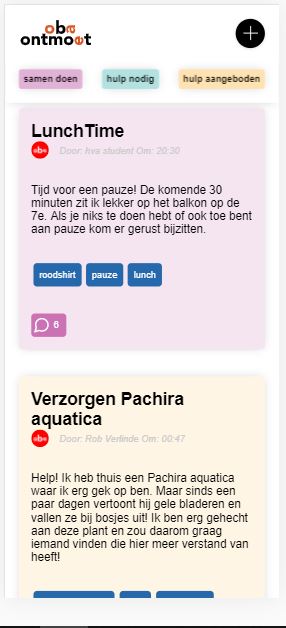 oba
ontmoet
samen doen
hulp nodig
hulp aangeboden
LunchTime
oba
Door: hva student Om: 20:30
Tijd voor een pauze! De komende 30
minuten zit ik lekker op het balkon op de
7e. Als je niks te doen hebt of ook toe bent
aan pauze kom er gerust bijzitten.
roodshirt
pauze
lunch
6
Verzorgen Pachira
aquatica
oba
Door: Rob Verlinde Om: 00:47
Help! Ik heb thuis een Pachira aquatica
waar ik erg gek op ben. Maar sinds een
paar dagen vertoont hij gele bladeren en
vallen ze bij bosjes uit! Ik ben erg gehecht
aan deze plant en zou daarom graag
iemand vinden die hier meer verstand van
heeft!